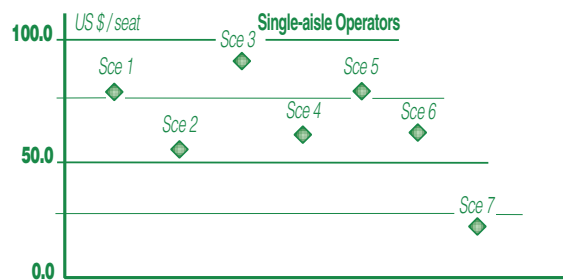 US $ / seat
Single-aisle Operators
100.0
Sce 3
Sce 1
Sce 5
Sce 2
Sce 4
Sce 6
50.0
Sce 7
0.0